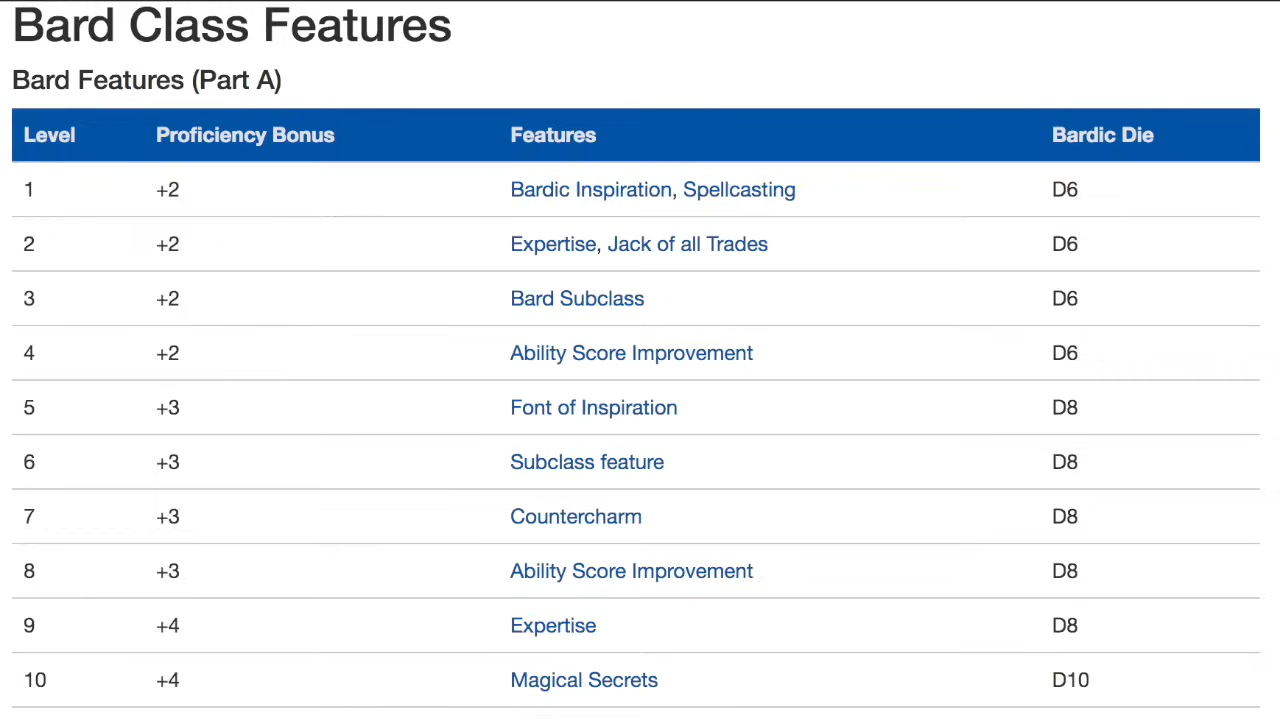 Bard Class Features
Bard Features (Part A)
Level Proficiency Bonus Features Bardic Die
1 +2 Bardic Inspiration, Spellcasting D6
2 +2 Expertise, Jack of all Trades D6
3 +2 Bard Subclass D6
4 +2 Ability Score Improvement D6
5 +3 Font of Inspiration D8
6 +3 Subclass feature D8
7 +3 Countercharm D8
8 +3 Ability Score Improvement D8
9 +4 Expertise D8
10 +4 Magical Secrets D10